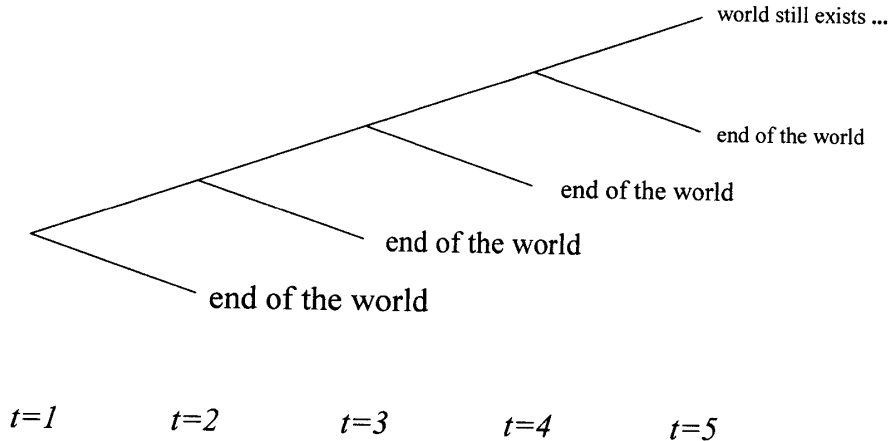 world still exists ...
end of the world
end of the world
end of the world
end of the world
t=1 t=2 t=3 t=4 t=5